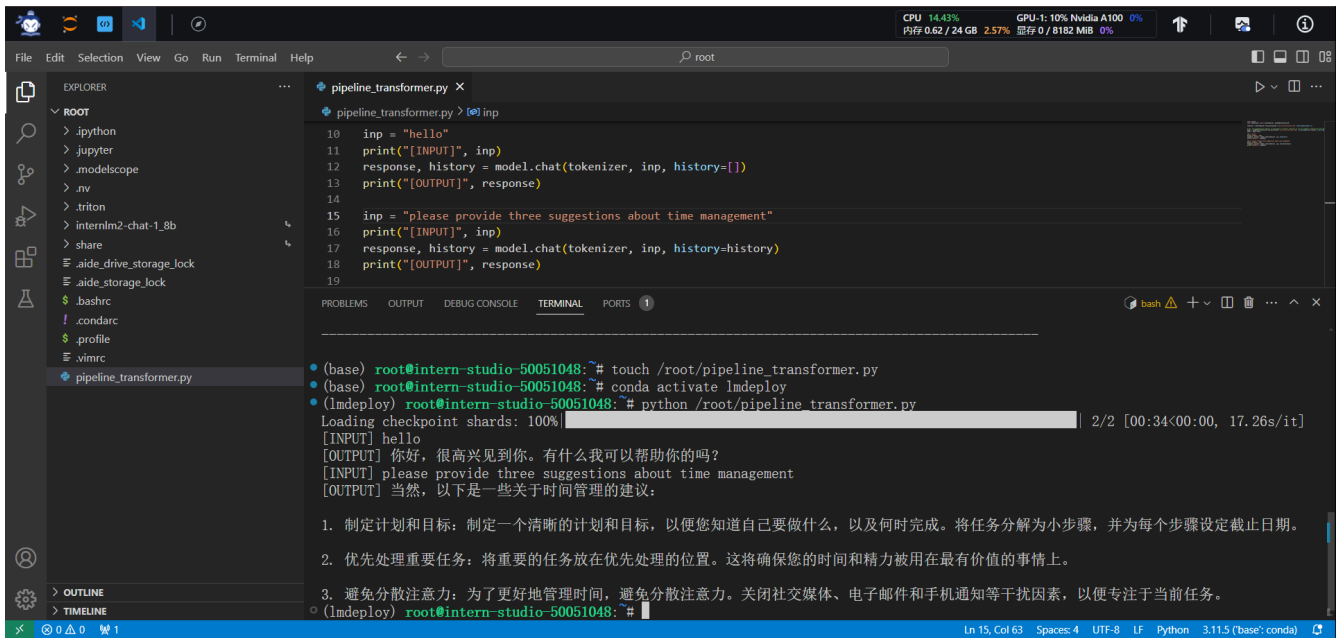 CPU 14.43% GPU-1: 10% Nvidia A100 0%
内存 0.62 / 24 GB 2.57% 显存 0 / 8182 MiB 0%
File Edit Selection View Go Run Terminal Help
root
EXPLORER
ROOT
.ipython
.jupyter
.modelscope
.nv
.triton
internlm2-chat-1_8b
share
.aide_drive_storage_lock
.aide_storage_lock
$ .bashrc
! .condarc
$ .profile
.vimrc
pipeline_transformer.py
OUTLINE
TIMELINE
pipeline_transformer.py
pipeline_transformer.py > inp
10 inp = "hello"
11 print("[INPUT]", inp)
12 response, history = model.chat(tokenizer, inp, history=[])
13 print("[OUTPUT]", response)
14
15 inp = "please provide three suggestions about time management"
16 print("[INPUT]", inp)
17 response, history = model.chat(tokenizer, inp, history=history)
18 print("[OUTPUT]", response)
19
PROBLEMS OUTPUT DEBUG CONSOLE TERMINAL PORTS 1
bash
(base) root@intern-studio-50051048:~# touch /root/pipeline_transformer.py
(base) root@intern-studio-50051048:~# conda activate lmdeploy
(lmdeploy) root@intern-studio-50051048:~# python /root/pipeline_transformer.py
Loading checkpoint shards: 100%| | 2/2 [00:34<00:00, 17.26s/it]
[INPUT] hello
[OUTPUT] 你好，很高兴见到你。有什么我可以帮助你的吗？
[INPUT] please provide three suggestions about time management
[OUTPUT] 当然，以下是一些关于时间管理的建议：
1. 制定计划和目标：制定一个清晰的计划和目标，以便您知道自己要做什么，以及何时完成。将任务分解为小步骤，并为每个步骤设定截止日期。
2. 优先处理重要任务：将重要的任务放在优先处理的位置。这将确保您的时间和精力被用在最有价值的事情上。
3. 避免分散注意力：为了更好地管理时间，避免分散注意力。关闭社交媒体、电子邮件和手机通知等干扰因素，以便专注于当前任务。
(lmdeploy) root@intern-studio-50051048:~#
0 0 1
Ln 15, Col 63 Spaces: 4 UTF-8 LF Python 3.11.5 ('base': conda)